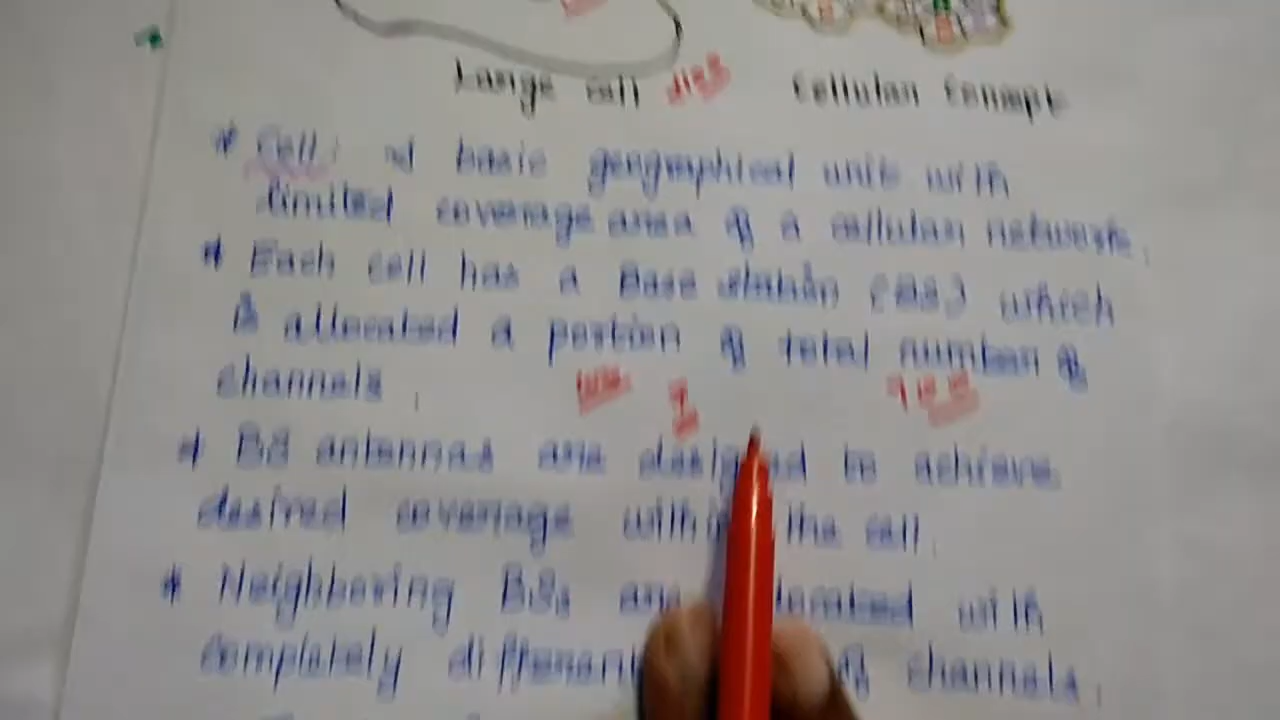 Large cell Cellular Concept
* Cell: A basic geographical unit with
limited coverage area of a cellular network.
* Each cell has a Base station (BS) which
is allocated a portion of total number of
channels.
* BS antennas are designed to achieve
desired coverage within the cell.
* Neighboring BSs are allocated with
completely different of channels.